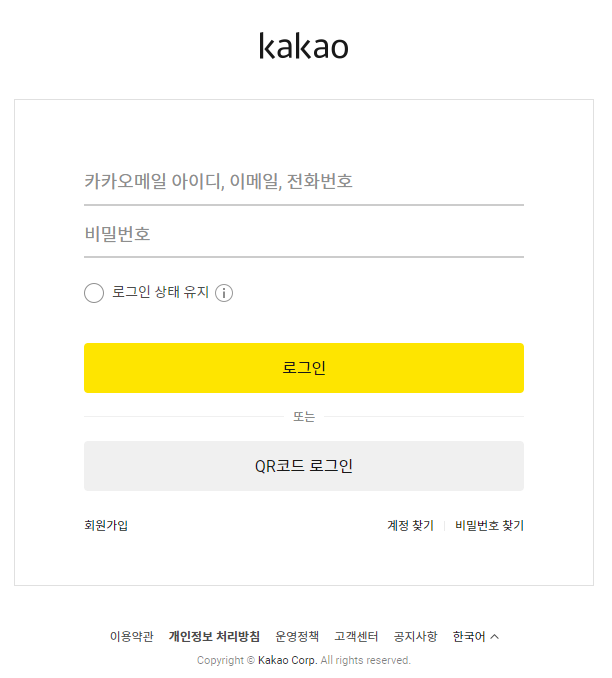 kakao
카카오메일 아이디, 이메일, 전화번호
비밀번호
로그인 상태 유지
로그인
또는
QR코드 로그인
회원가입 계정 찾기 비밀번호 찾기
이용약관 개인정보 처리방침 운영정책 고객센터 공지사항 한국어
Copyright © Kakao Corp. All rights reserved.